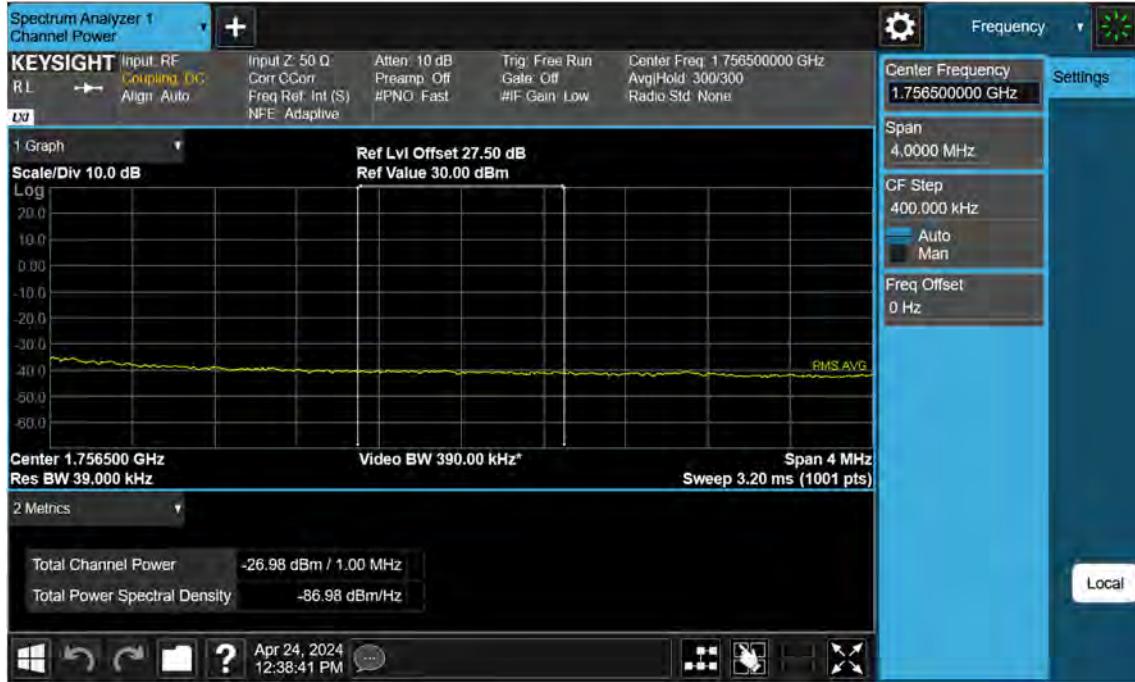 Spectrum Analyzer 1
Channel Power
+
Frequency
KEYSIGHT
RL
LXI
Input: RF
Coupling: DC
Align: Auto
Input Z: 50 Ω
Corr CCorr
Freq Ref: Int (S)
NFE: Adaptive
Atten: 10 dB
Preamp: Off
#PNO: Fast
Trig: Free Run
Gate: Off
#IF Gain: Low
Center Freq: 1.756500000 GHz
Avg|Hold: 300/300
Radio Std: None
1 Graph
Scale/Div 10.0 dB
Ref Lvl Offset 27.50 dB
Ref Value 30.00 dBm
Log
20.0
10.0
0.00
-10.0
-20.0
-30.0
-40.0
-50.0
-60.0
RMS AVG
Center 1.756500 GHz
Video BW 390.00 kHz*
Span 4 MHz
Res BW 39.000 kHz
Sweep 3.20 ms (1001 pts)
2 Metrics
Total Channel Power -26.98 dBm / 1.00 MHz
Total Power Spectral Density -86.98 dBm/Hz
?
Apr 24, 2024
12:38:41 PM
Center Frequency
1.756500000 GHz
Settings
Span
4.0000 MHz
CF Step
400.000 kHz
Auto
Man
Freq Offset
0 Hz
Local